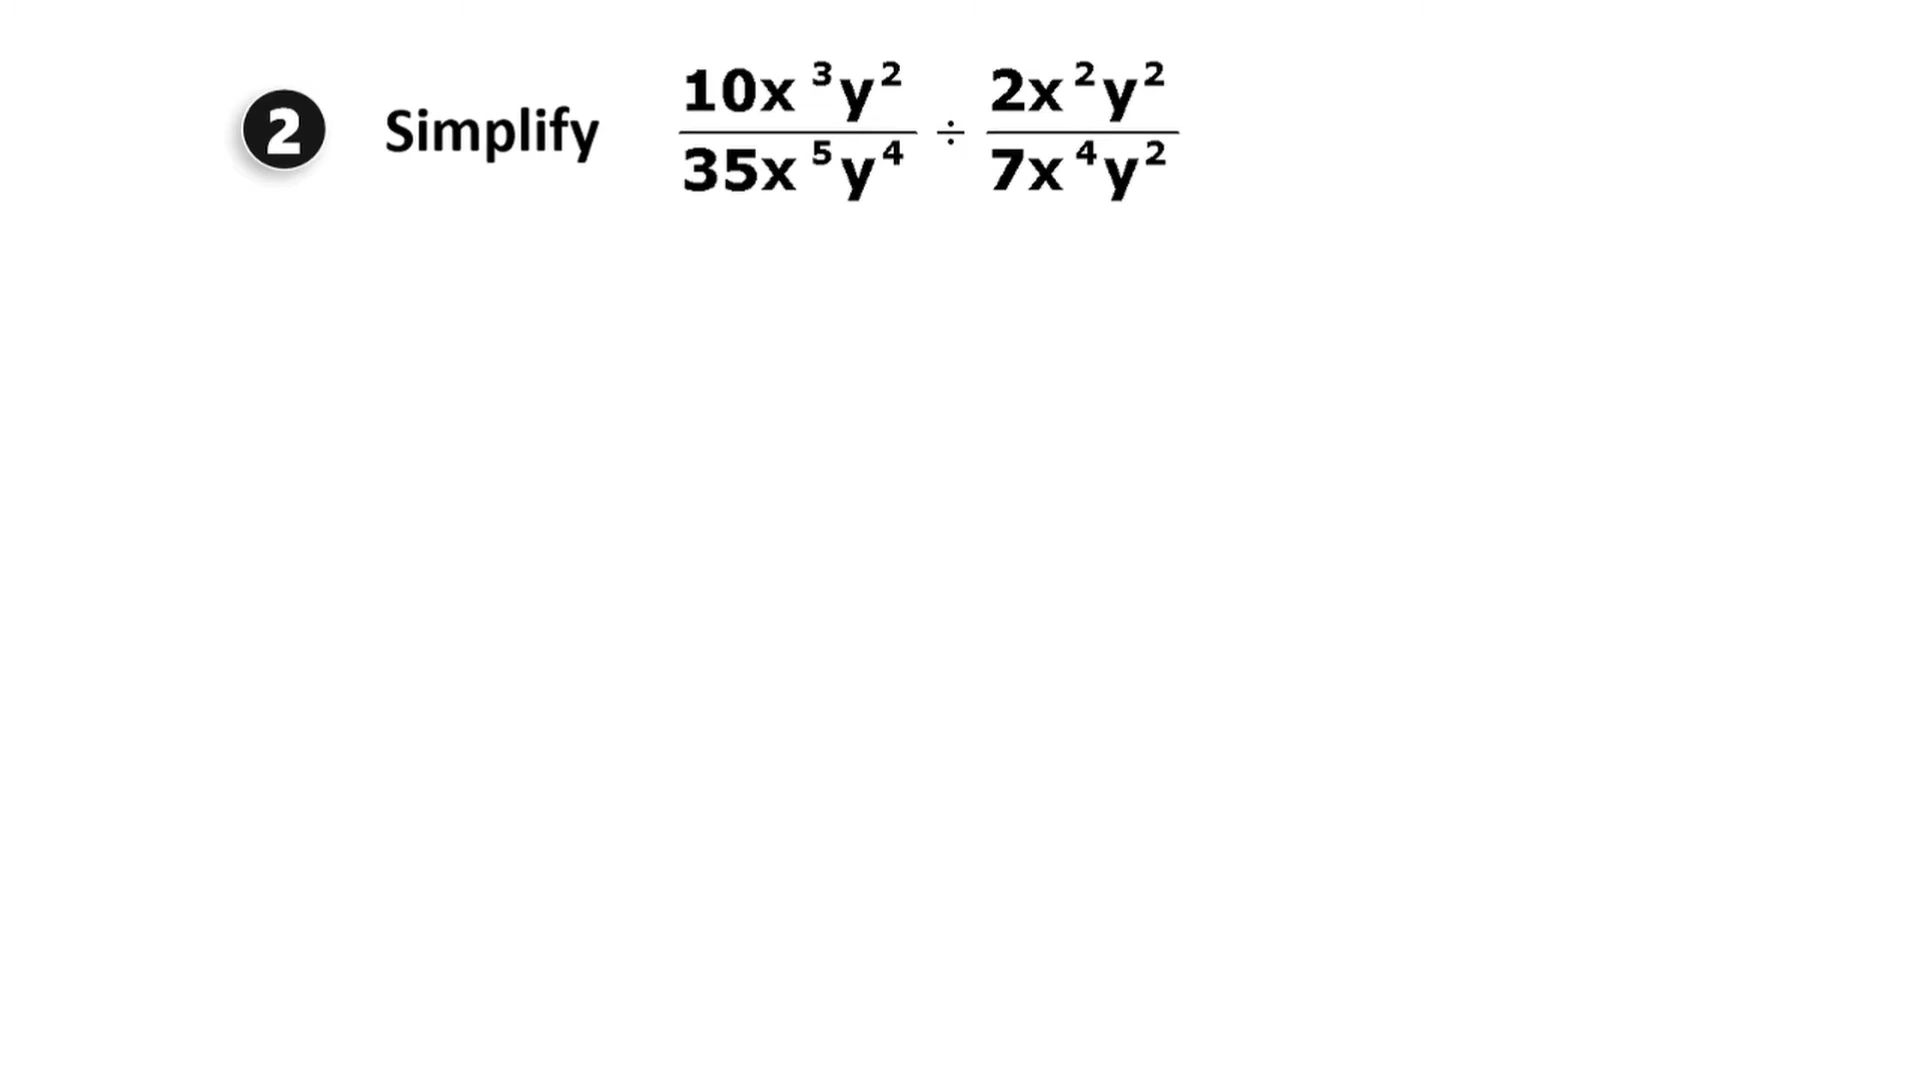 2 Simplify 10x³y² / 35x⁵y⁴ ÷ 2x²y² / 7x⁴y²